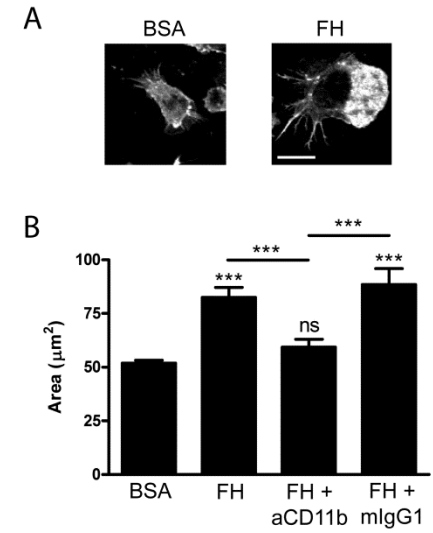 A
BSA FH
B
***
***
100
***
***
75
ns
50
25
0
Area (μm²)
BSA FH FH + FH +
aCD11b mIgG1